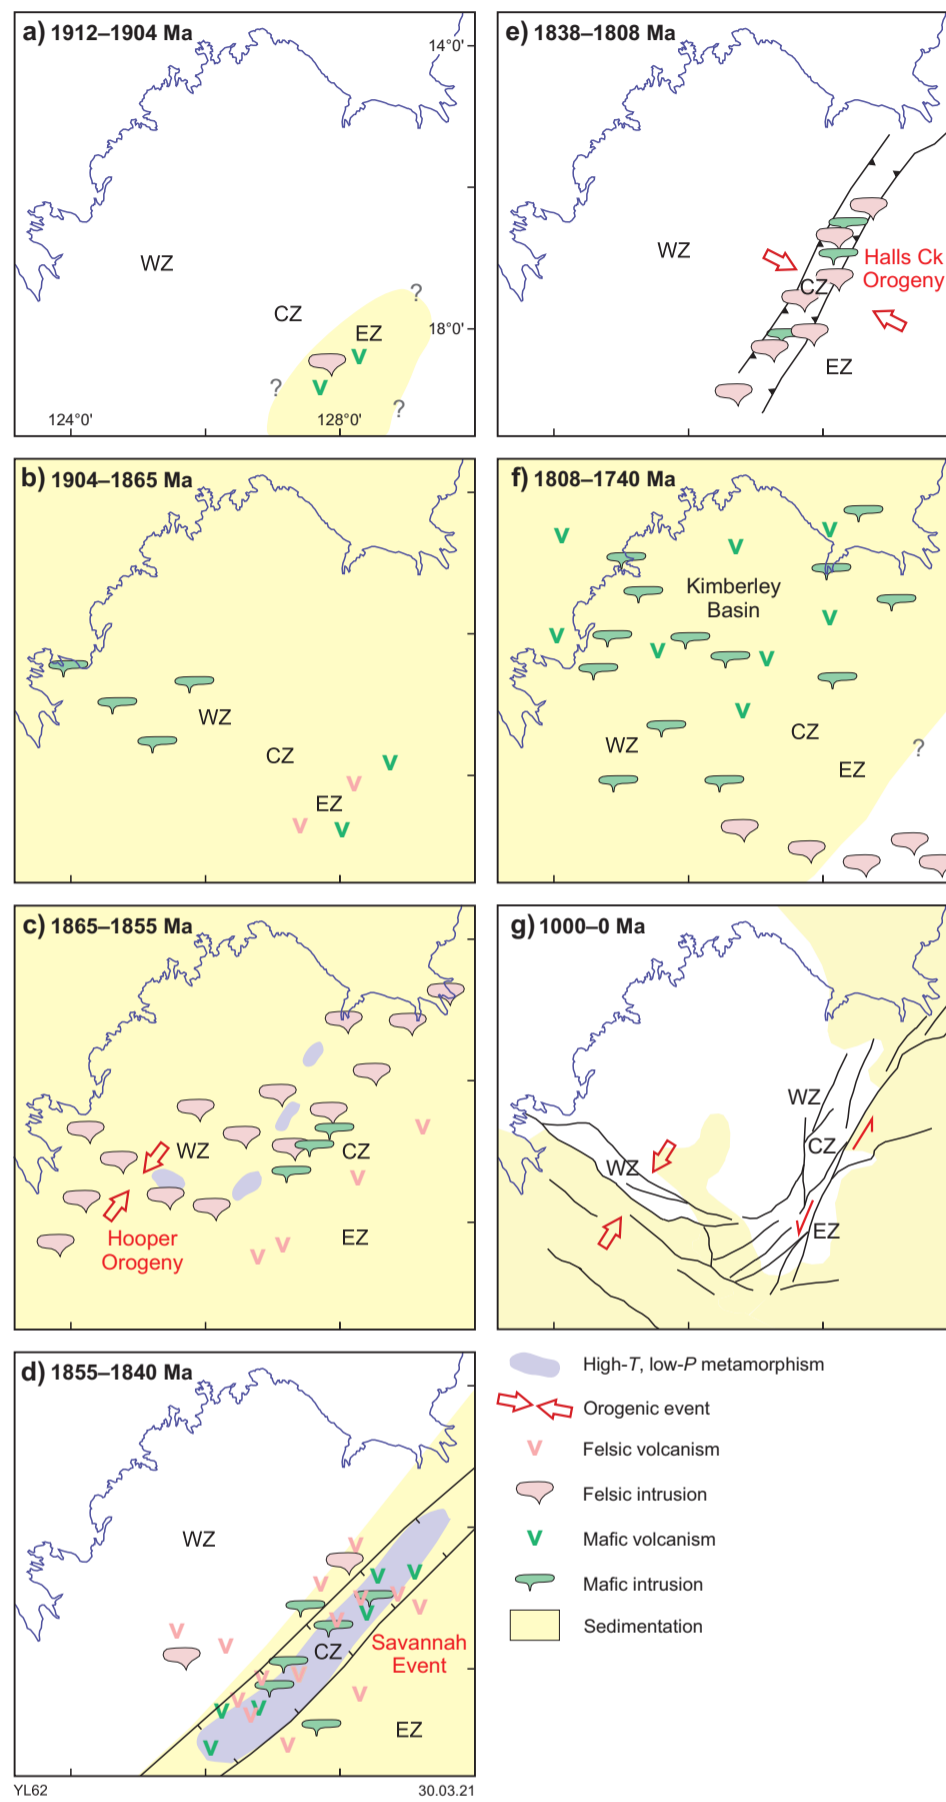 a) 1912–1904 Ma
14°0'
WZ
CZ
?
EZ
18°0'
V
V
?
?
124°0'
128°0'
b) 1904–1865 Ma
WZ
CZ
V
V
EZ
V
V
c) 1865–1855 Ma
WZ
CZ
V
V
Hooper
Orogeny
EZ
V
V
d) 1855–1840 Ma
WZ
V
V
V
V
V
V
V
V
V
V
V
CZ
Savannah
Event
V
V
V
V
V
V
V
EZ
V
V
YL62
30.03.21
e) 1838–1808 Ma
WZ
Halls Ck
Orogeny
CZ
EZ
f) 1808–1740 Ma
V
V
V
Kimberley
Basin
V
V
V
V
V
WZ
CZ
?
EZ
g) 1000–0 Ma
WZ
CZ
WZ
EZ
High-T, low-P metamorphism
Orogenic event
V Felsic volcanism
Felsic intrusion
V Mafic volcanism
Mafic intrusion
Sedimentation